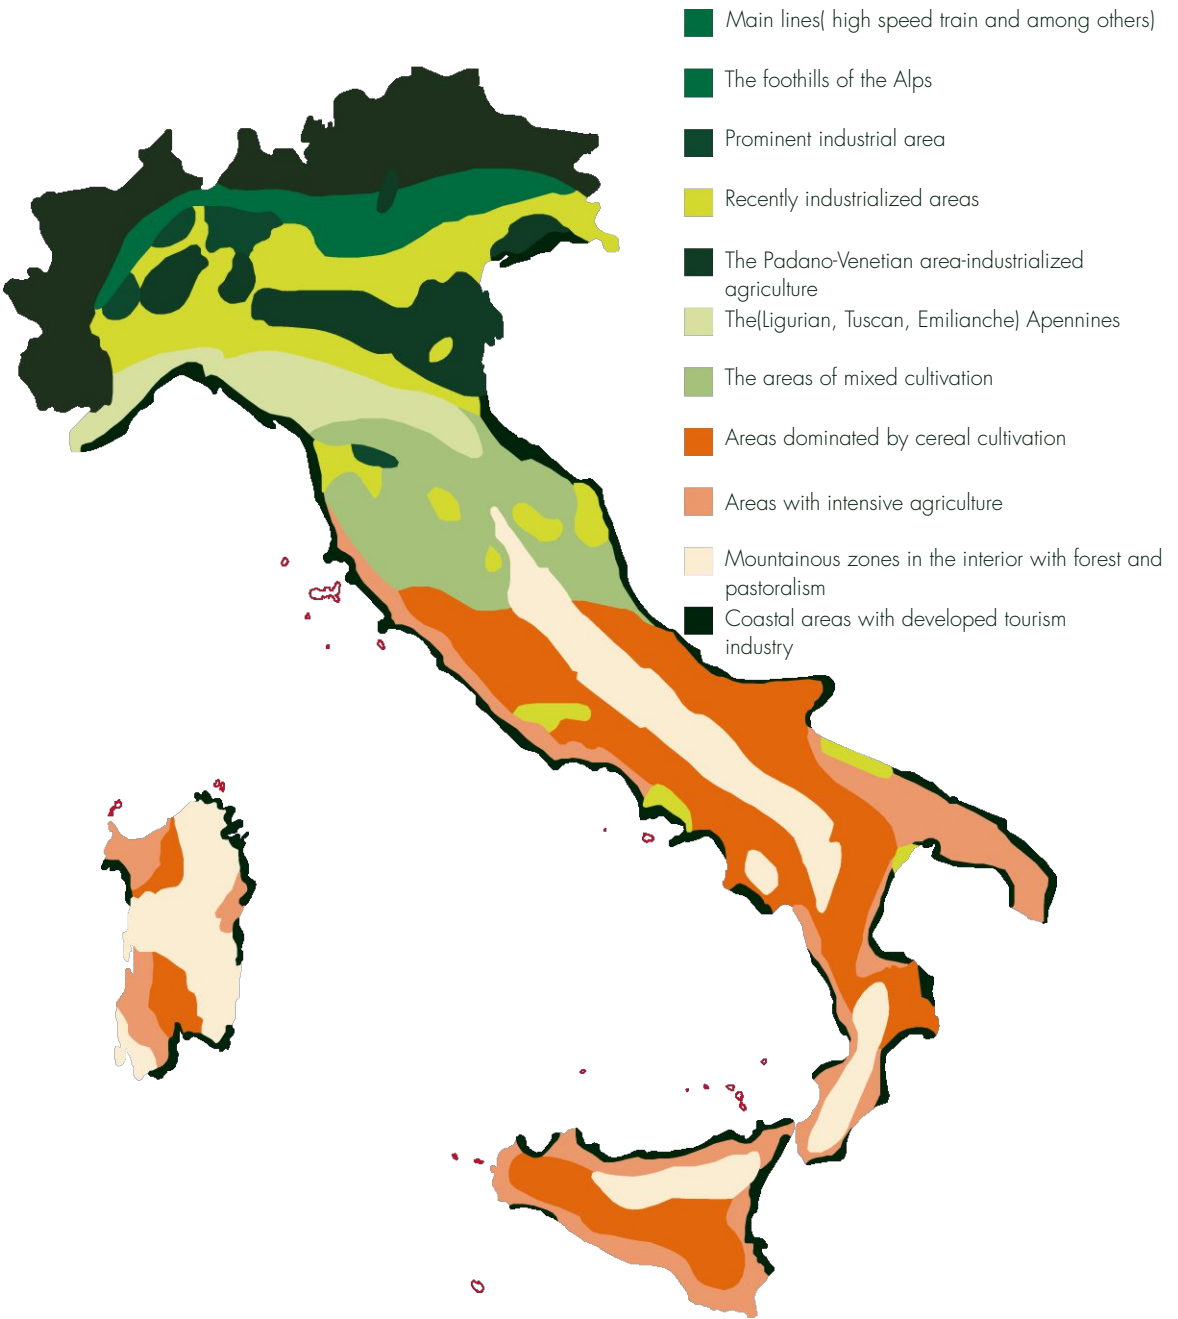 Main lines( high speed train and among others)
The foothills of the Alps
Prominent industrial area
Recently industrialized areas
The Padano-Venetian area-industrialized
agriculture
The(Ligurian, Tuscan, Emilianche) Apennines
The areas of mixed cultivation
Areas dominated by cereal cultivation
Areas with intensive agriculture
Mountainous zones in the interior with forest and
pastoralism
Coastal areas with developed tourism
industry